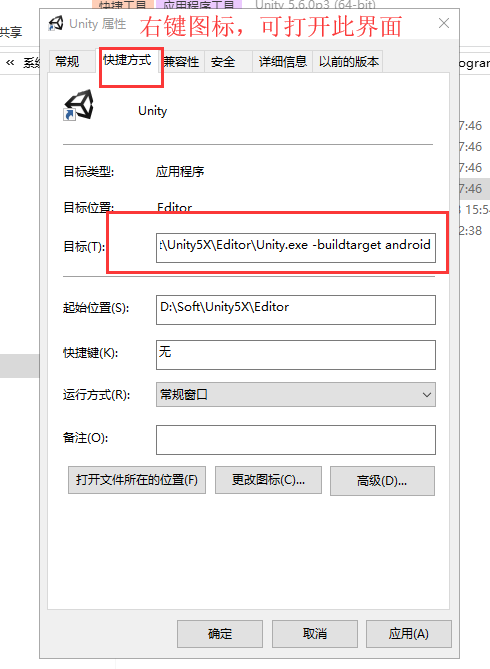 快捷工具 应用程序工具 Unity 5.6.0p3 (64-bit)
共享
Unity 属性
右键图标，可打开此界面
« 系统
常规 快捷方式 兼容性 安全 详细信息 以前的版本
Unity
7:46
7:46
7:46
7:46
15:54
2:38
目标类型: 应用程序
目标位置: Editor
目标(T): :\Unity5X\Editor\Unity.exe -buildtarget android
起始位置(S): D:\Soft\Unity5X\Editor
快捷键(K): 无
运行方式(R): 常规窗口
备注(O):
打开文件所在的位置(F) 更改图标(C)... 高级(D)...
确定 取消 应用(A)